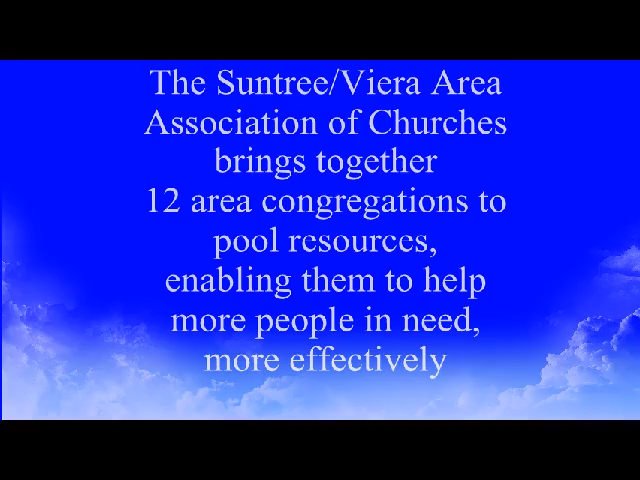 The Suntree/Viera Area
Association of Churches
brings together
12 area congregations to
pool resources,
enabling them to help
more people in need,
more effectively